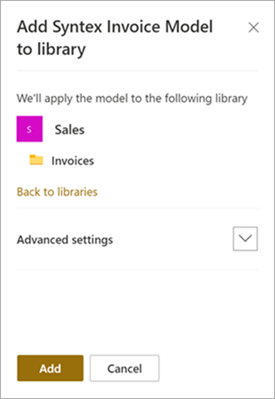 Add Syntex Invoice Model
to library
We'll apply the model to the following library
S
Sales
Invoices
Back to libraries
Advanced settings
Add
Cancel